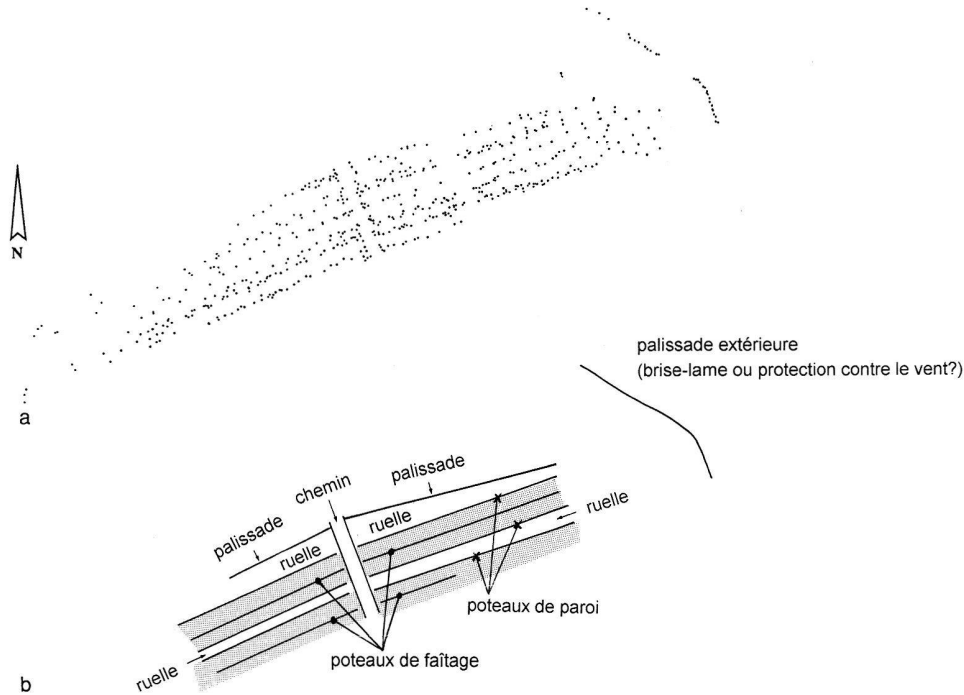 N
a
palissade extérieure
(brise-lame ou protection contre le vent?)
palissade
chemin
palissade
ruelle
ruelle
ruelle
poteaux de paroi
poteaux de faîtage
ruelle
b